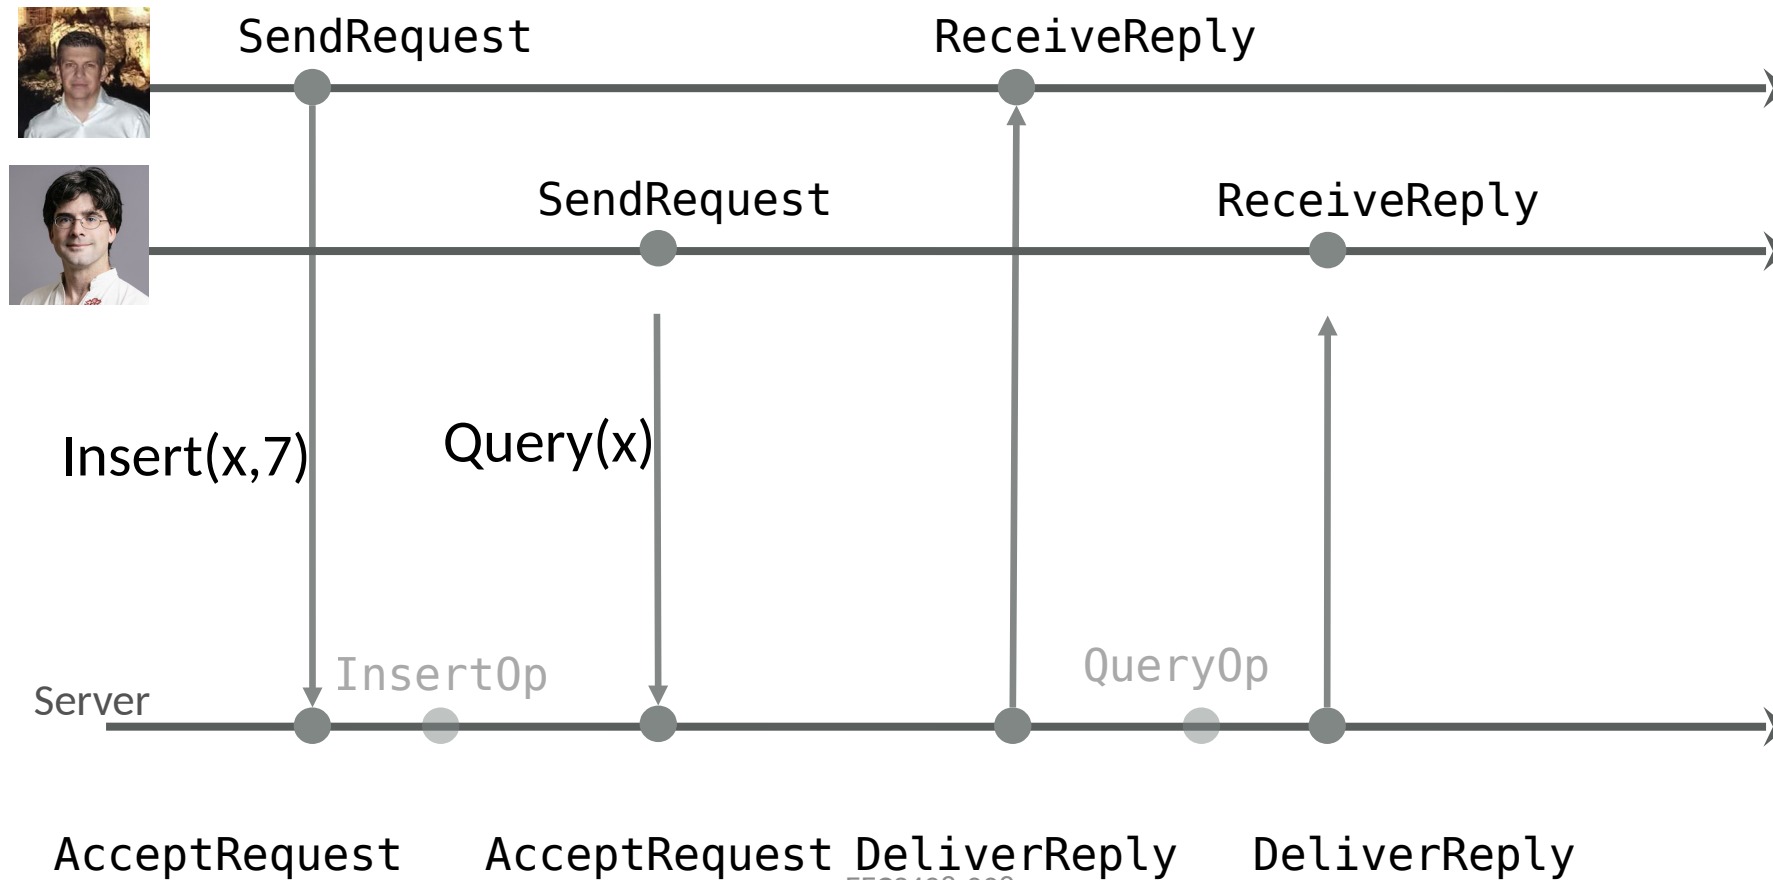 SendRequest
ReceiveReply
SendRequest
ReceiveReply
Insert(x,7)
Query(x)
InsertOp
QueryOp
Server
AcceptRequest
AcceptRequest
DeliverReply
DeliverReply